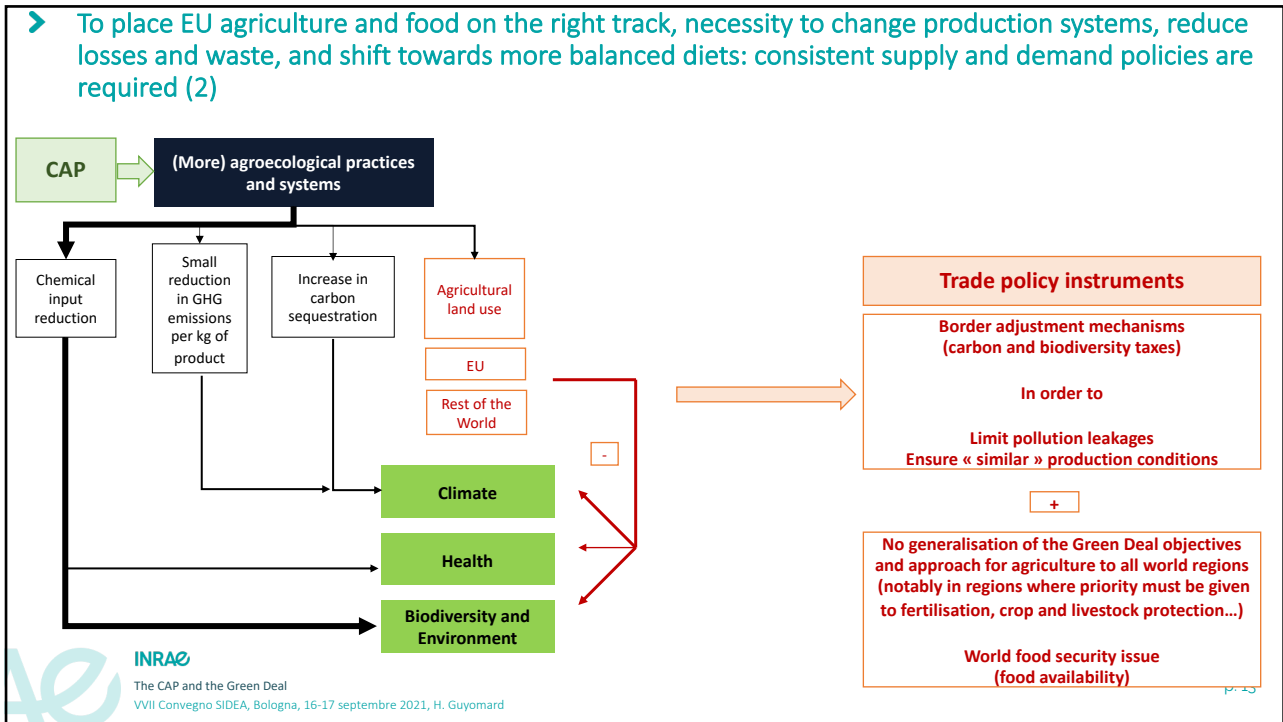 To place EU agriculture and food on the right track, necessity to change production systems, reduce
losses and waste, and shift towards more balanced diets: consistent supply and demand policies are
required (2)
CAP
(More) agroecological practices
and systems
Chemical
input
reduction
Small
reduction
in GHG
emissions
per kg of
product
Increase in
carbon
sequestration
Agricultural
land use
EU
Rest of the
World
-
Climate
Health
Biodiversity and
Environment
Trade policy instruments
Border adjustment mechanisms
(carbon and biodiversity taxes)
In order to
Limit pollution leakages
Ensure « similar » production conditions
+
No generalisation of the Green Deal objectives
and approach for agriculture to all world regions
(notably in regions where priority must be given
to fertilisation, crop and livestock protection…)
World food security issue
(food availability)
INRAE
The CAP and the Green Deal
VVII Convegno SIDEA, Bologna, 16-17 septembre 2021, H. Guyomard